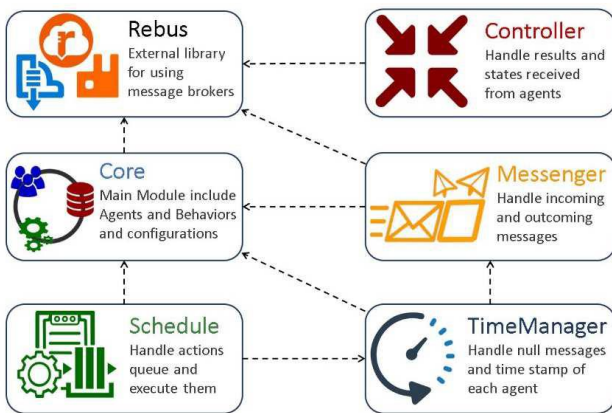 Rebus
External library
for using
message brokers
Controller
Handle results and
states received
from agents
Core
Main Module include
Agents and Behaviors
and configurations
Messenger
Handle incoming
and outcoming
messages
Schedule
Handle actions
queue and
execute them
TimeManager
Handle null messages
and time stamp of
each agent